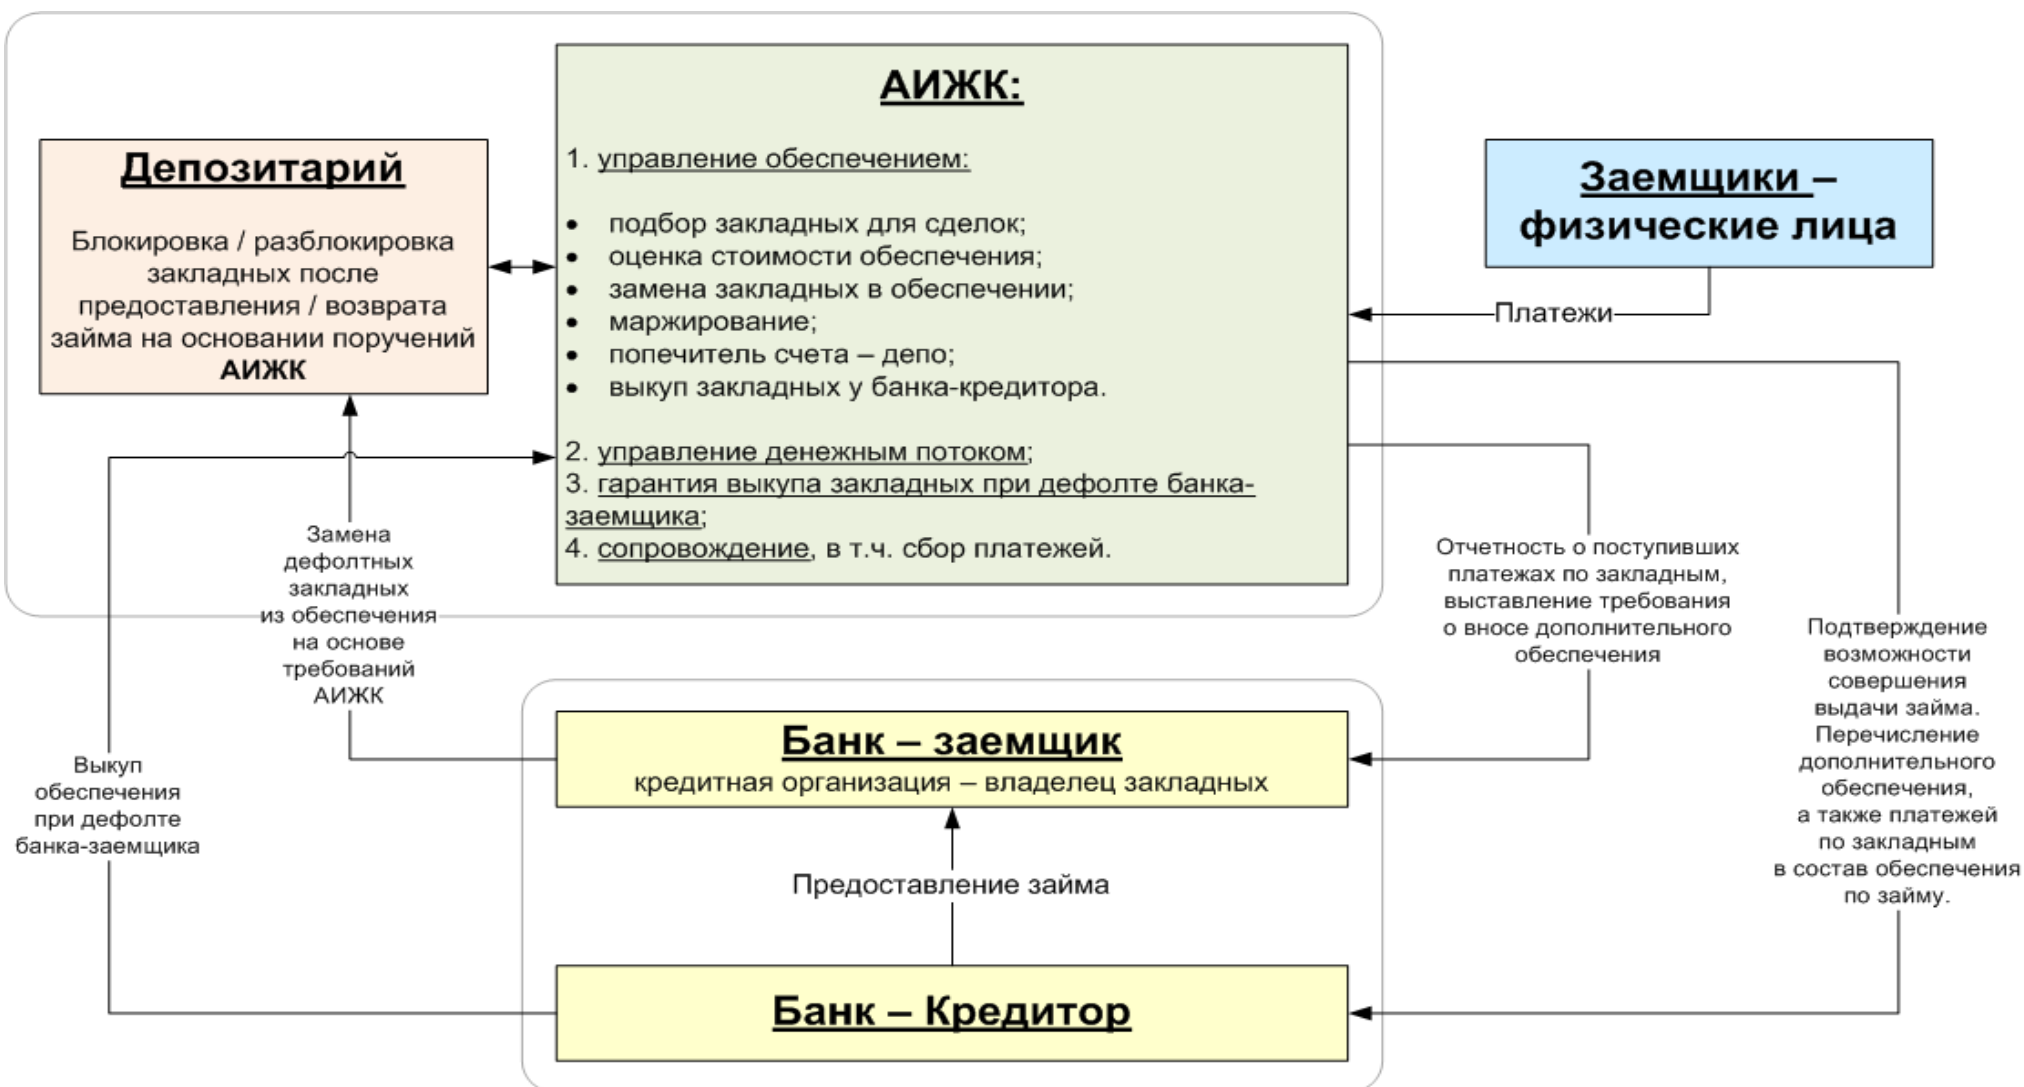 АИЖК:
1. управление обеспечением:
• подбор закладных для сделок;
• оценка стоимости обеспечения;
• замена закладных в обеспечении;
• маржирование;
• попечитель счета – депо;
• выкуп закладных у банка-кредитора.
2. управление денежным потоком;
3. гарантия выкупа закладных при дефолте банка-
заемщика;
4. сопровождение, в т.ч. сбор платежей.
Депозитарий
Блокировка / разблокировка
закладных после
предоставления / возврата
займа на основании поручений
АИЖК
Заемщики –
физические лица
Платежи
Замена
дефолтных
закладных
из обеспечения
на основе
требований
АИЖК
Отчетность о поступивших
платежах по закладным,
выставление требования
о вносе дополнительного
обеспечения
Подтверждение
возможности
совершения
выдачи займа.
Перечисление
дополнительного
обеспечения,
а также платежей
по закладным
в состав обеспечения
по займу.
Выкуп
обеспечения
при дефолте
банка-заемщика
Банк – заемщик
кредитная организация – владелец закладных
Предоставление займа
Банк – Кредитор